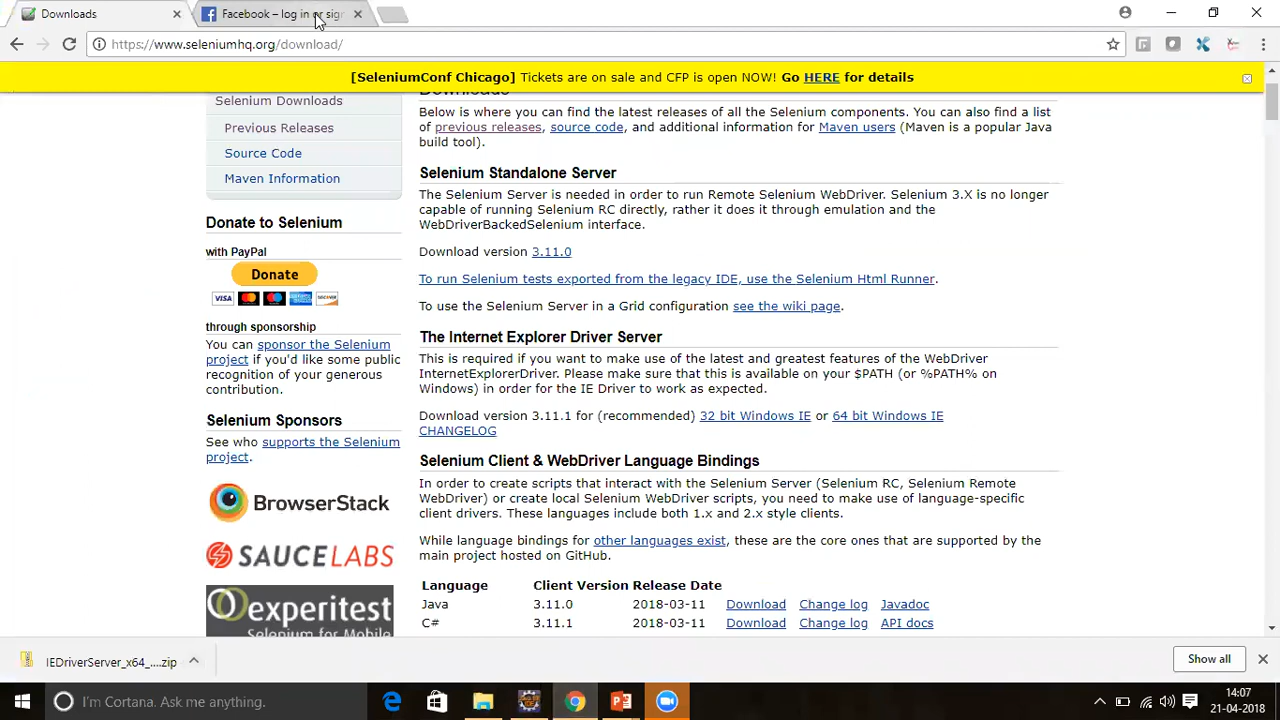 Downloads
Facebook – log in or sigr
https://www.seleniumhq.org/download/
[SeleniumConf Chicago] Tickets are on sale and CFP is open NOW! Go HERE for details
Selenium Downloads
Previous Releases
Source Code
Maven Information
Donate to Selenium
with PayPal
Donate
VISA
through sponsorship
You can sponsor the Selenium
project if you'd like some public
recognition of your generous
contribution.
Selenium Sponsors
See who supports the Selenium
project.
BrowserStack
SAUCELABS
experitest
Selenium for Mobile
Downloads
Below is where you can find the latest releases of all the Selenium components. You can also find a list
of previous releases, source code, and additional information for Maven users (Maven is a popular Java
build tool).
Selenium Standalone Server
The Selenium Server is needed in order to run Remote Selenium WebDriver. Selenium 3.X is no longer
capable of running Selenium RC directly, rather it does it through emulation and the
WebDriverBackedSelenium interface.
Download version 3.11.0
To run Selenium tests exported from the legacy IDE, use the Selenium Html Runner.
To use the Selenium Server in a Grid configuration see the wiki page.
The Internet Explorer Driver Server
This is required if you want to make use of the latest and greatest features of the WebDriver
InternetExplorerDriver. Please make sure that this is available on your $PATH (or %PATH% on
Windows) in order for the IE Driver to work as expected.
Download version 3.11.1 for (recommended) 32 bit Windows IE or 64 bit Windows IE
CHANGELOG
Selenium Client & WebDriver Language Bindings
In order to create scripts that interact with the Selenium Server (Selenium RC, Selenium Remote
WebDriver) or create local Selenium WebDriver scripts, you need to make use of language-specific
client drivers. These languages include both 1.x and 2.x style clients.
While language bindings for other languages exist, these are the core ones that are supported by the
main project hosted on GitHub.
Language Client Version Release Date
Java 3.11.0 2018-03-11 Download Change log Javadoc
C# 3.11.1 2018-03-11 Download Change log API docs
IEDriverServer_x64_....zip
Show all
I'm Cortana. Ask me anything.
14:07
21-04-2018